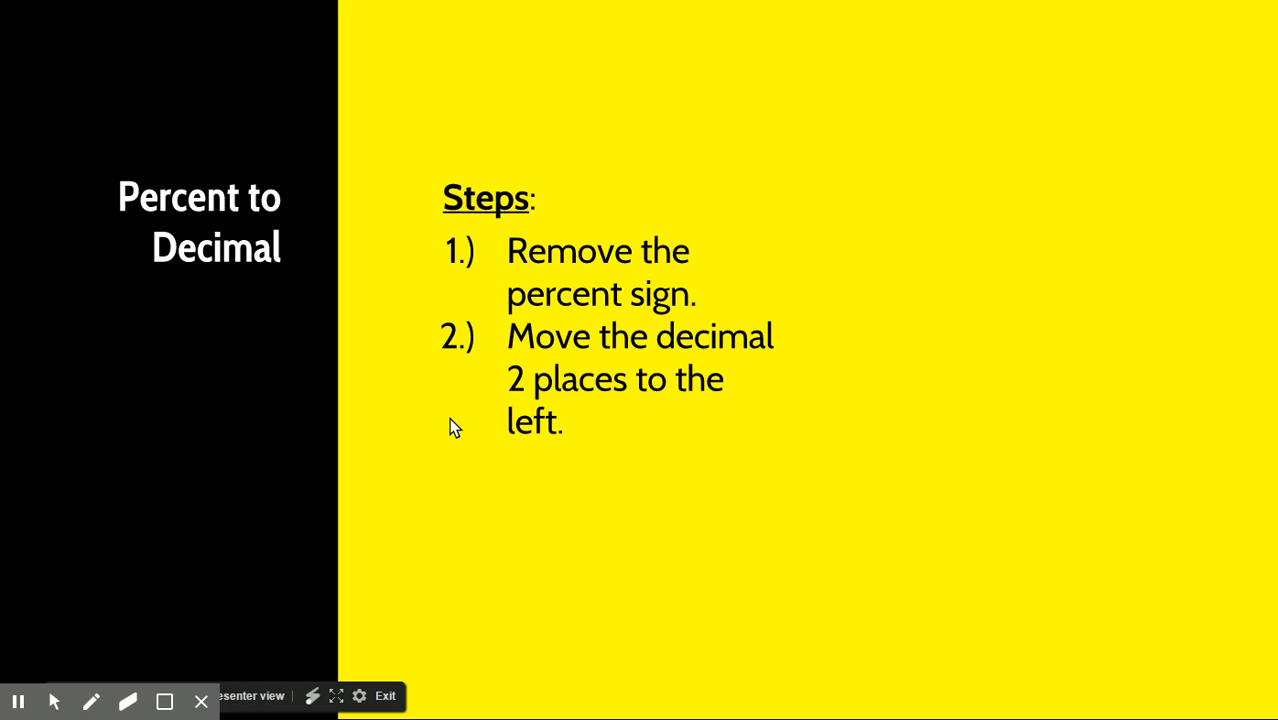 Percent to
Decimal
Steps:
1.) Remove the
percent sign.
2.) Move the decimal
2 places to the
left.
view
Exit